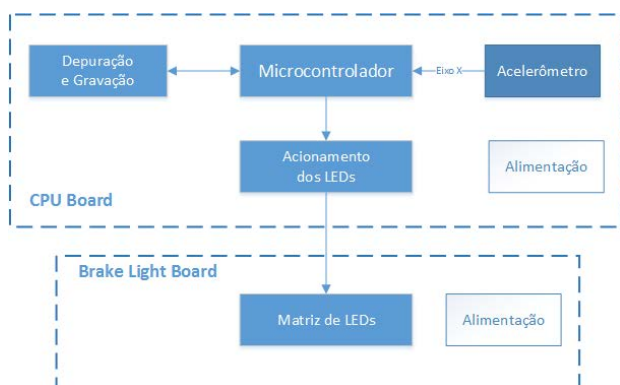 Depuração
e Gravação
Microcontrolador
Eixo X
Acelerômetro
Acionamento
dos LEDs
Alimentação
CPU Board
Brake Light Board
Matriz de LEDs
Alimentação